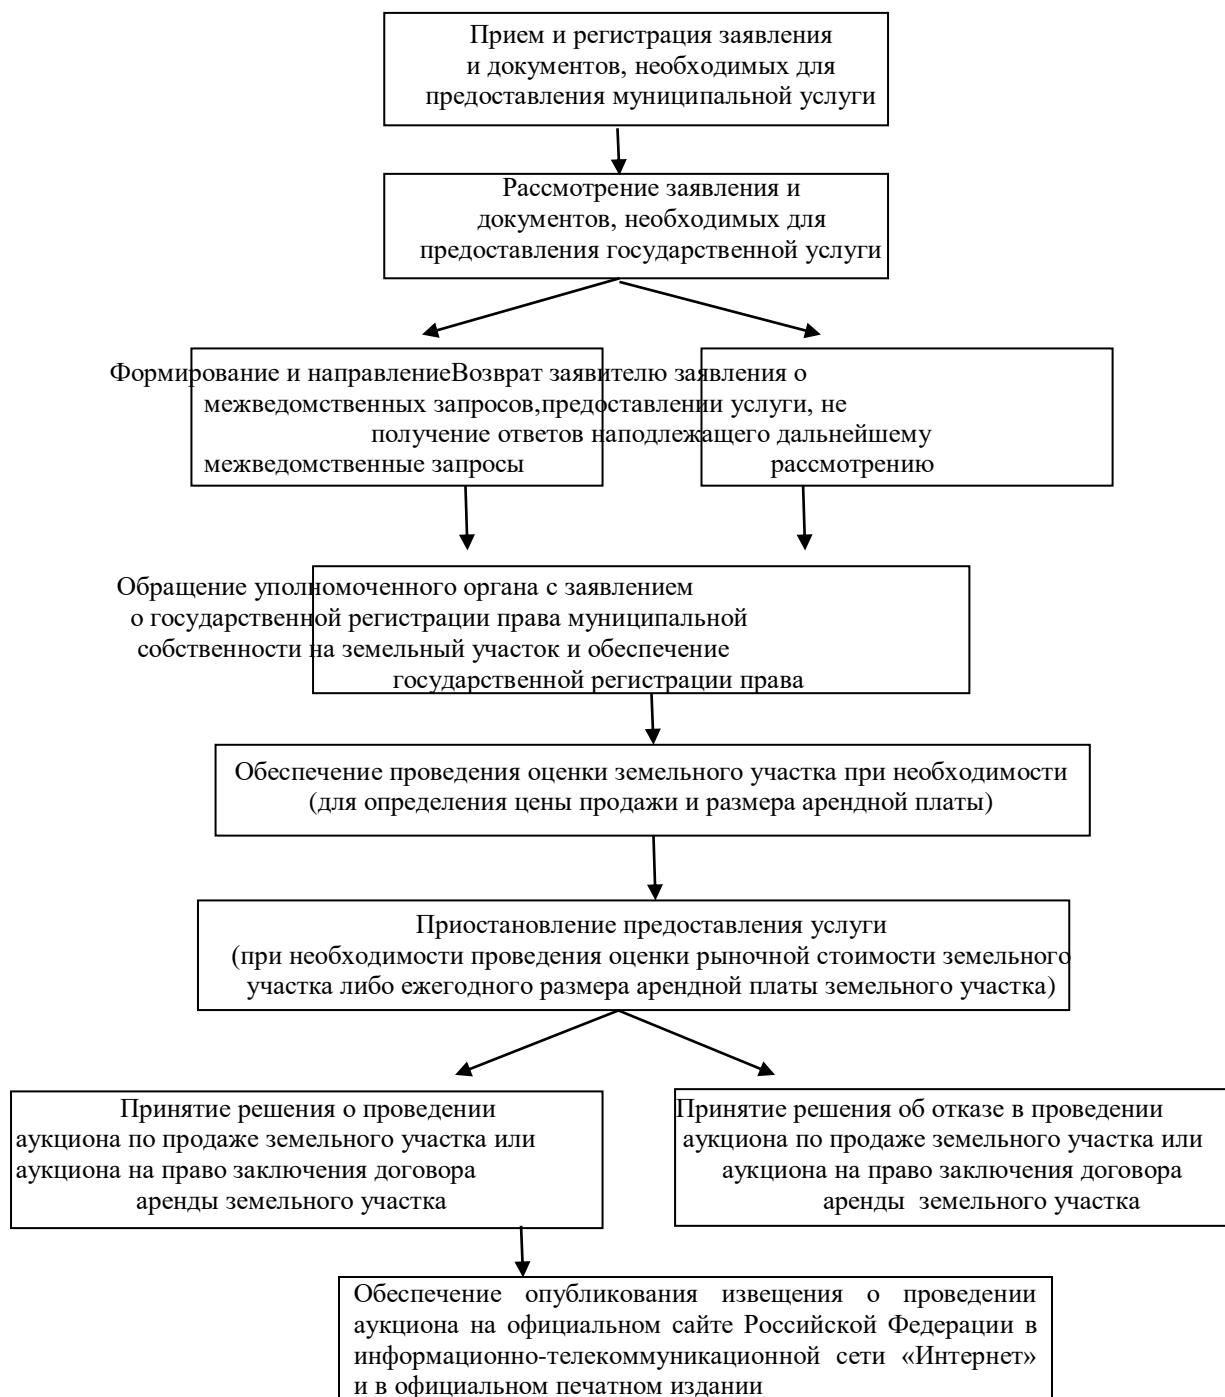 Прием и регистрация заявления
и документов, необходимых для
предоставления муниципальной услуги
Рассмотрение заявления и
документов, необходимых для
предоставления государственной услуги
Формирование и направление
межведомственных запросов,
получение ответов на
межведомственные запросы
Возврат заявителю заявления о
предоставлении услуги, не
подлежащего дальнейшему
рассмотрению
Обращение уполномоченного органа с заявлением
о государственной регистрации права муниципальной
собственности на земельный участок и обеспечение
государственной регистрации права
Обеспечение проведения оценки земельного участка при необходимости
(для определения цены продажи и размера арендной платы)
Приостановление предоставления услуги
(при необходимости проведения оценки рыночной стоимости земельного
участка либо ежегодного размера арендной платы земельного участка)
Принятие решения о проведении
аукциона по продаже земельного участка или
аукциона на право заключения договора
аренды земельного участка
Принятие решения об отказе в проведении
аукциона по продаже земельного участка или
аукциона на право заключения договора
аренды земельного участка
Обеспечение опубликования извещения о проведении
аукциона на официальном сайте Российской Федерации в
информационно-телекоммуникационной сети «Интернет»
и в официальном печатном издании